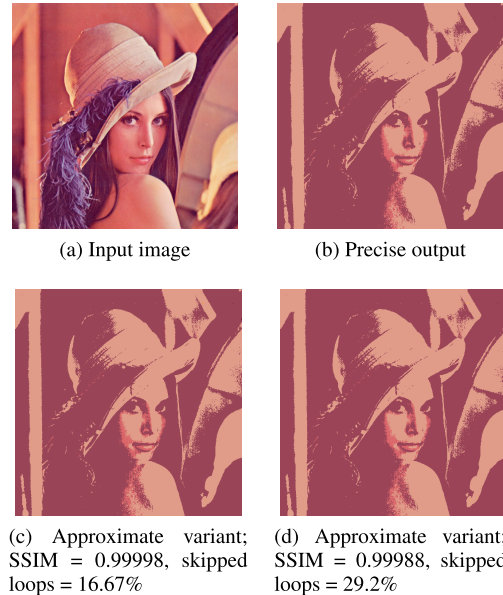 (a) Input image
(b) Precise output
(c) Approximate variant;
SSIM = 0.99998, skipped
loops = 16.67%
(d) Approximate variant;
SSIM = 0.99988, skipped
loops = 29.2%